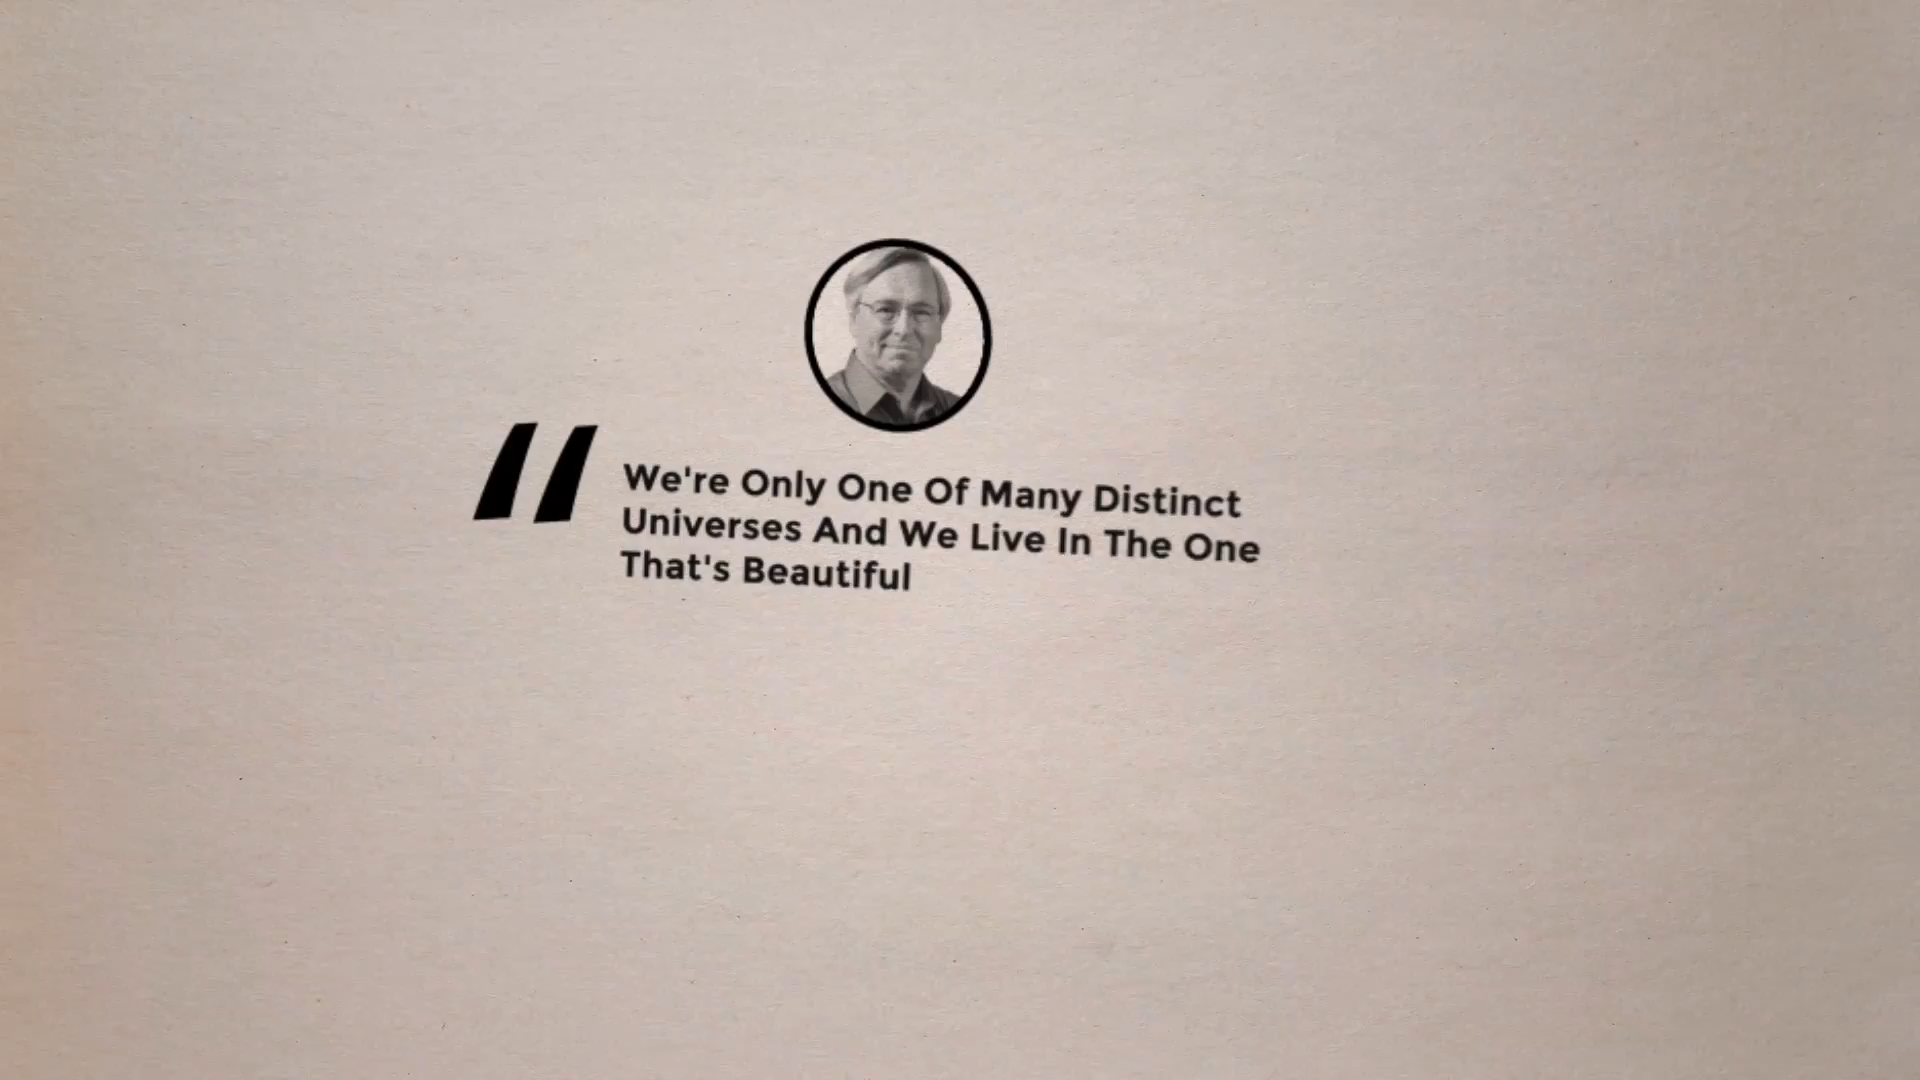 “
We're Only One Of Many Distinct
Universes And We Live In The One
That's Beautiful